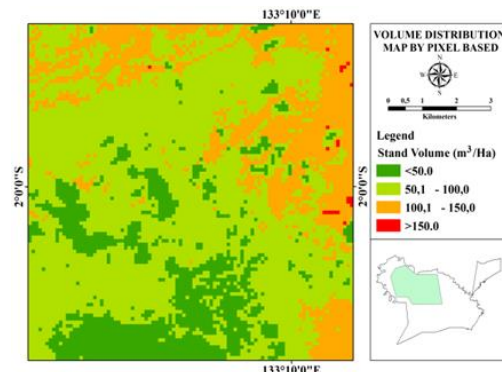 133°10'0"E
2°0'0"S
2°0'0"S
133°10'0"E
VOLUME DISTRIBUTION
MAP BY PIXEL BASED
N
W E
S
0 0,5 1 2 3
Kilometers
Legend
Stand Volume (m³/Ha)
<50.0
50,1 - 100,0
100,1 - 150,0
>150.0